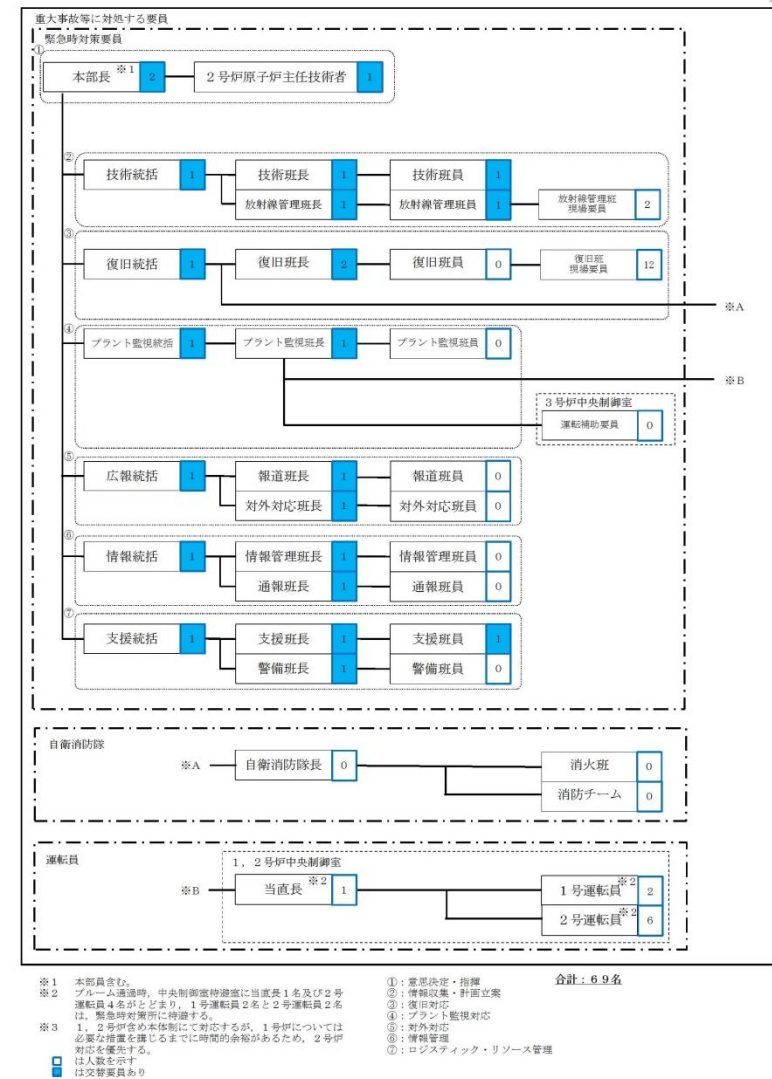 重大事故等に対処する要員
緊急時対策要員
①
本部長 ※1 2 2号炉原子炉主任技術者 1
②
技術統括 1 技術班長 1 技術班員 1
放射線管理班長 1 放射線管理班員 1 放射線管理班 現場要員 2
③
復旧統括 1 復旧班長 2 復旧班員 0 復旧班 現場要員 12
※A
④
プラント監視統括 1 プラント監視班長 1 プラント監視班員 0
※B
3号炉中央制御室
運転補助要員 0
⑤
広報統括 1 報道班長 1 報道班員 0
対外対応班長 1 対外対応班員 0
⑥
情報統括 1 情報管理班長 1 情報管理班員 0
通報班長 1 通報班員 0
⑦
支援統括 1 支援班長 1 支援班員 1
警備班長 1 警備班員 0
自衛消防隊
※A 自衛消防隊長 0 消火班 0
消防チーム 0
運転員
1,2号炉中央制御室
※B 当直長 ※2 1 1号運転員 ※2 2
2号運転員 ※2 6
※1 本部員含む。
※2 プルーム通過時,中央制御室待避室に当直長1名及び2号
運転員4名がとどまり,1号運転員2名と2号運転員2名
は,緊急時対策所に待避する。
※3 1,2号炉含め本体制にて対応するが,1号炉については
必要な措置を講じるまでに時間的余裕があるため,2号炉
対応を優先する。
は人数を示す
は交替要員あり
①:意思決定・指揮
②:情報収集・計画立案
③:復旧対応
④:プラント監視対応
⑤:対外対応
⑥:情報管理
⑦:ロジスティック・リソース管理
合計:69名